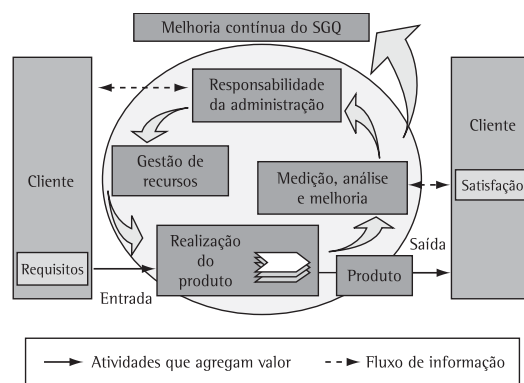 Melhoria contínua do SGQ
Responsabilidade
da administração
Cliente
Gestão de
recursos
Medição, análise
e melhoria
Cliente
Satisfação
Requisitos
Entrada
Realização
do
produto
Produto
Saída
Atividades que agregam valor
Fluxo de informação